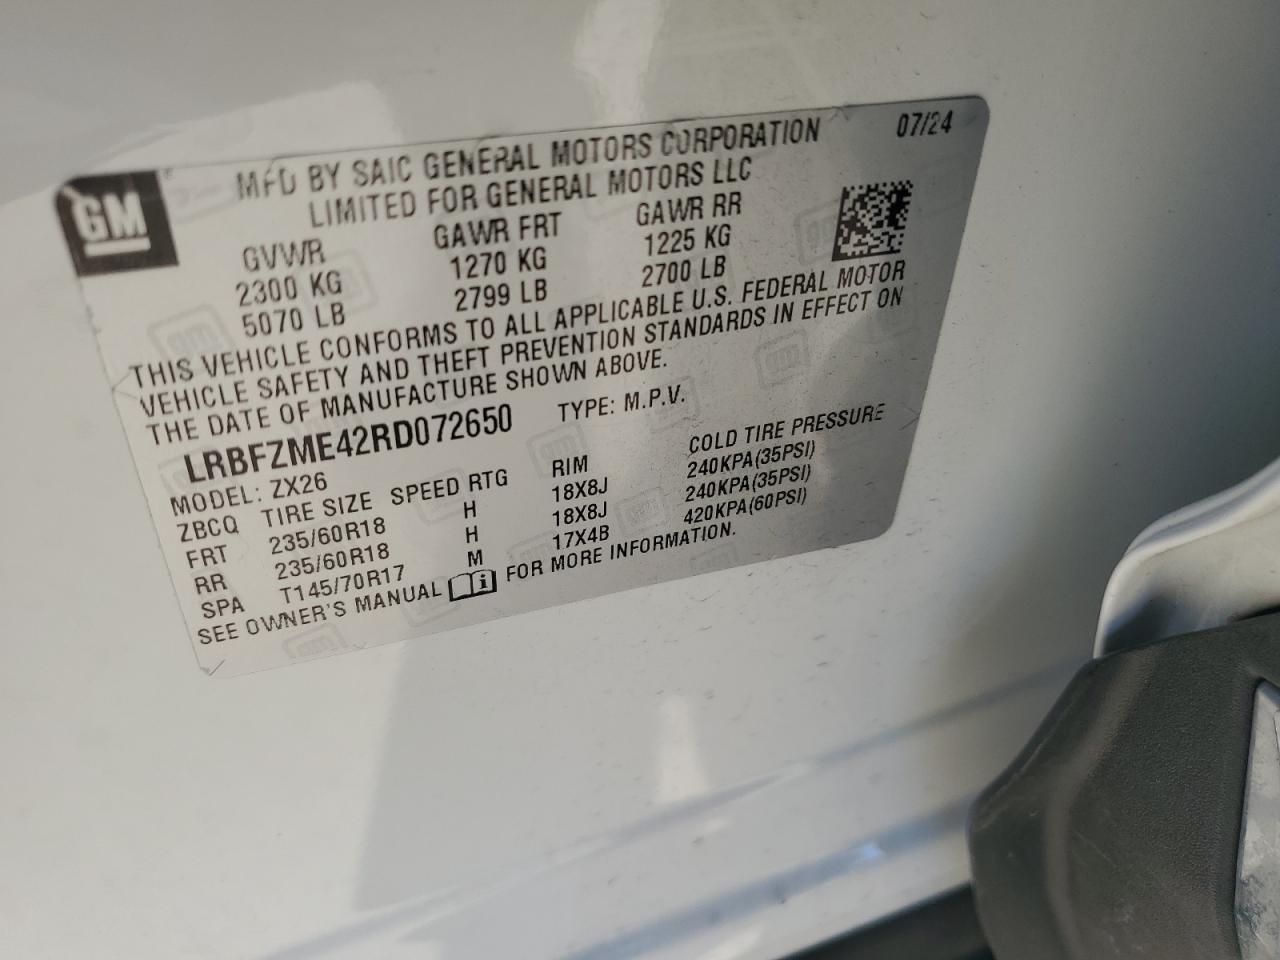 GM
MFD BY SAIC GENERAL MOTORS CORPORATION
07/24
LIMITED FOR GENERAL MOTORS LLC
GVWR GAWR FRT GAWR RR
2300 KG 1270 KG 1225 KG
5070 LB 2799 LB 2700 LB
THIS VEHICLE CONFORMS TO ALL APPLICABLE U.S. FEDERAL MOTOR
VEHICLE SAFETY AND THEFT PREVENTION STANDARDS IN EFFECT ON
THE DATE OF MANUFACTURE SHOWN ABOVE.
LRBFZME42RD072650 TYPE: M.P.V.
MODEL: ZX26
ZBCQ TIRE SIZE SPEED RTG RIM COLD TIRE PRESSURE
FRT 235/60R18 H 18X8J 240KPA(35PSI)
RR 235/60R18 H 18X8J 240KPA(35PSI)
SPA T145/70R17 M 17X4B 420KPA(60PSI)
SEE OWNER'S MANUAL i FOR MORE INFORMATION.